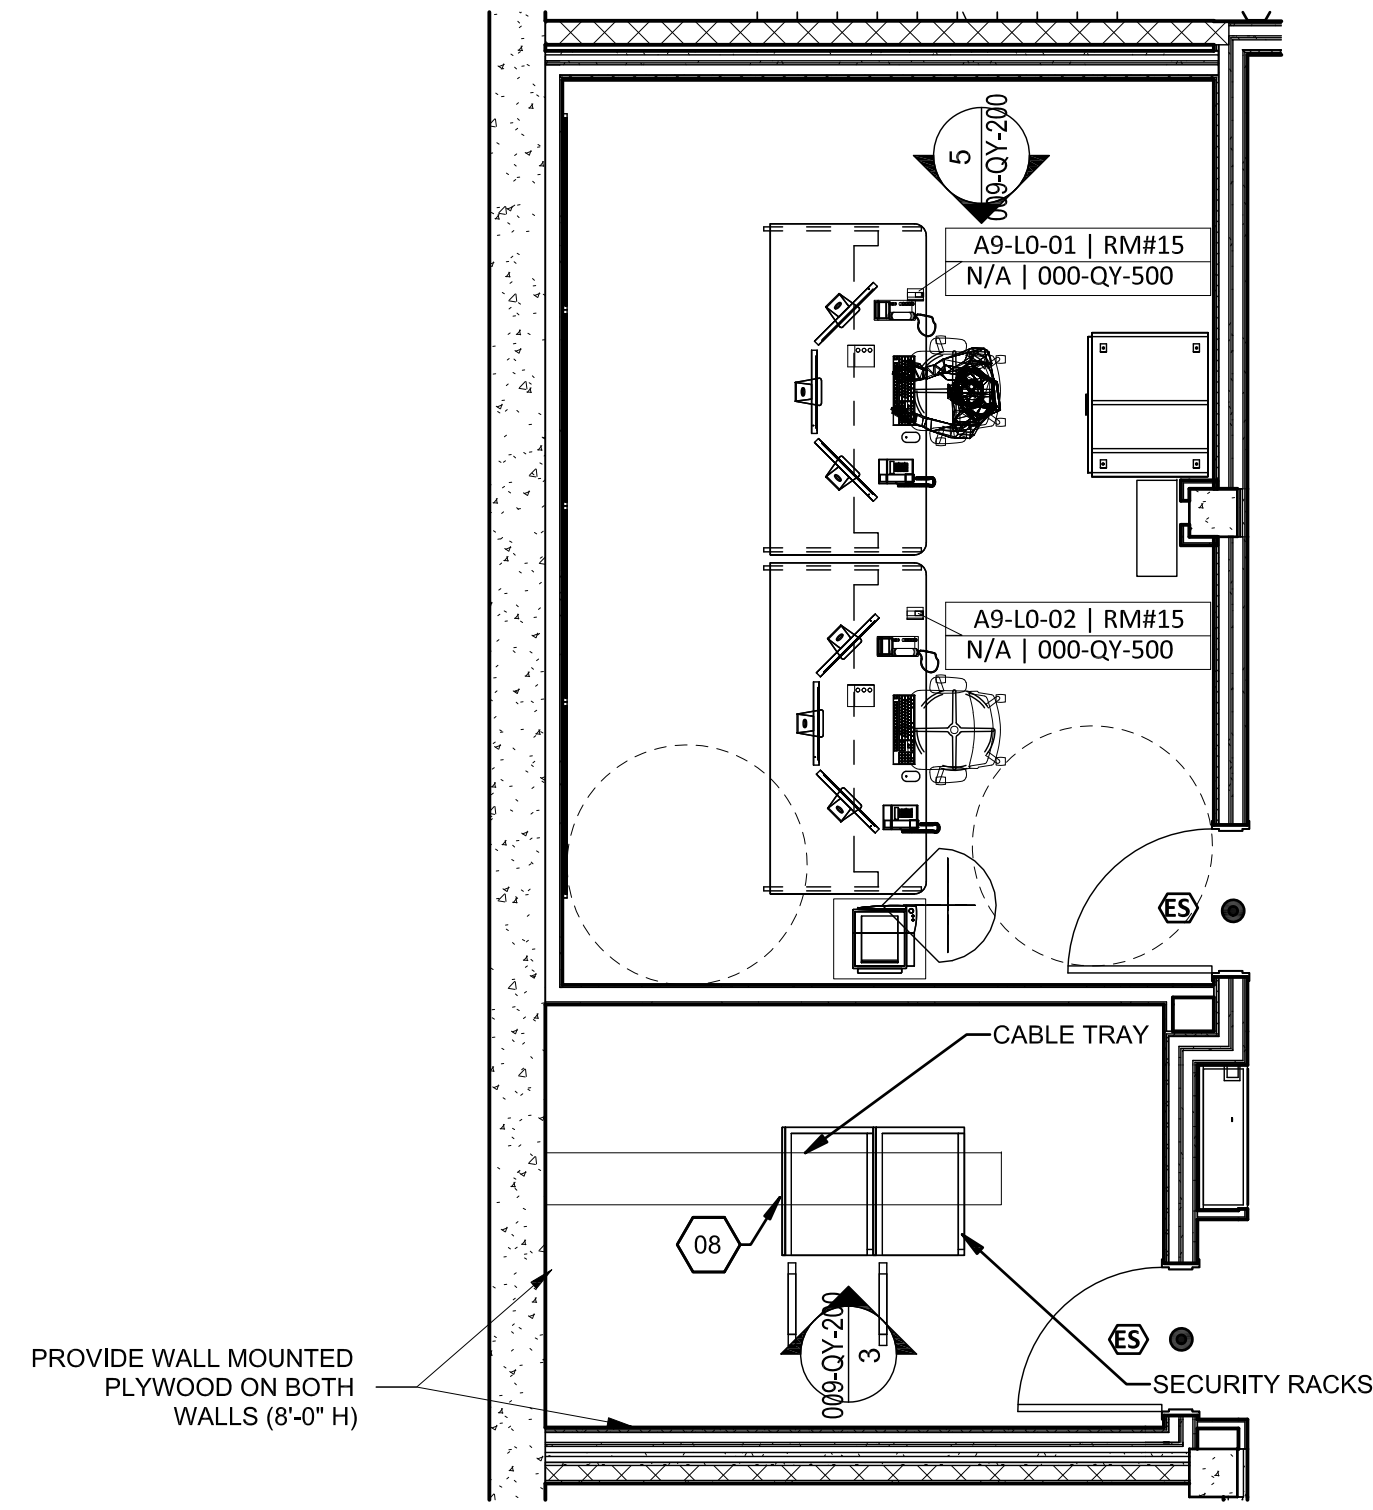 5
009-QY-200
A9-L0-01 | RM#15
N/A | 000-QY-500
A9-L0-02 | RM#15
N/A | 000-QY-500
ES
CABLE TRAY
08
009-QY-200
3
ES
PROVIDE WALL MOUNTED
PLYWOOD ON BOTH
WALLS (8'-0" H)
SECURITY RACKS